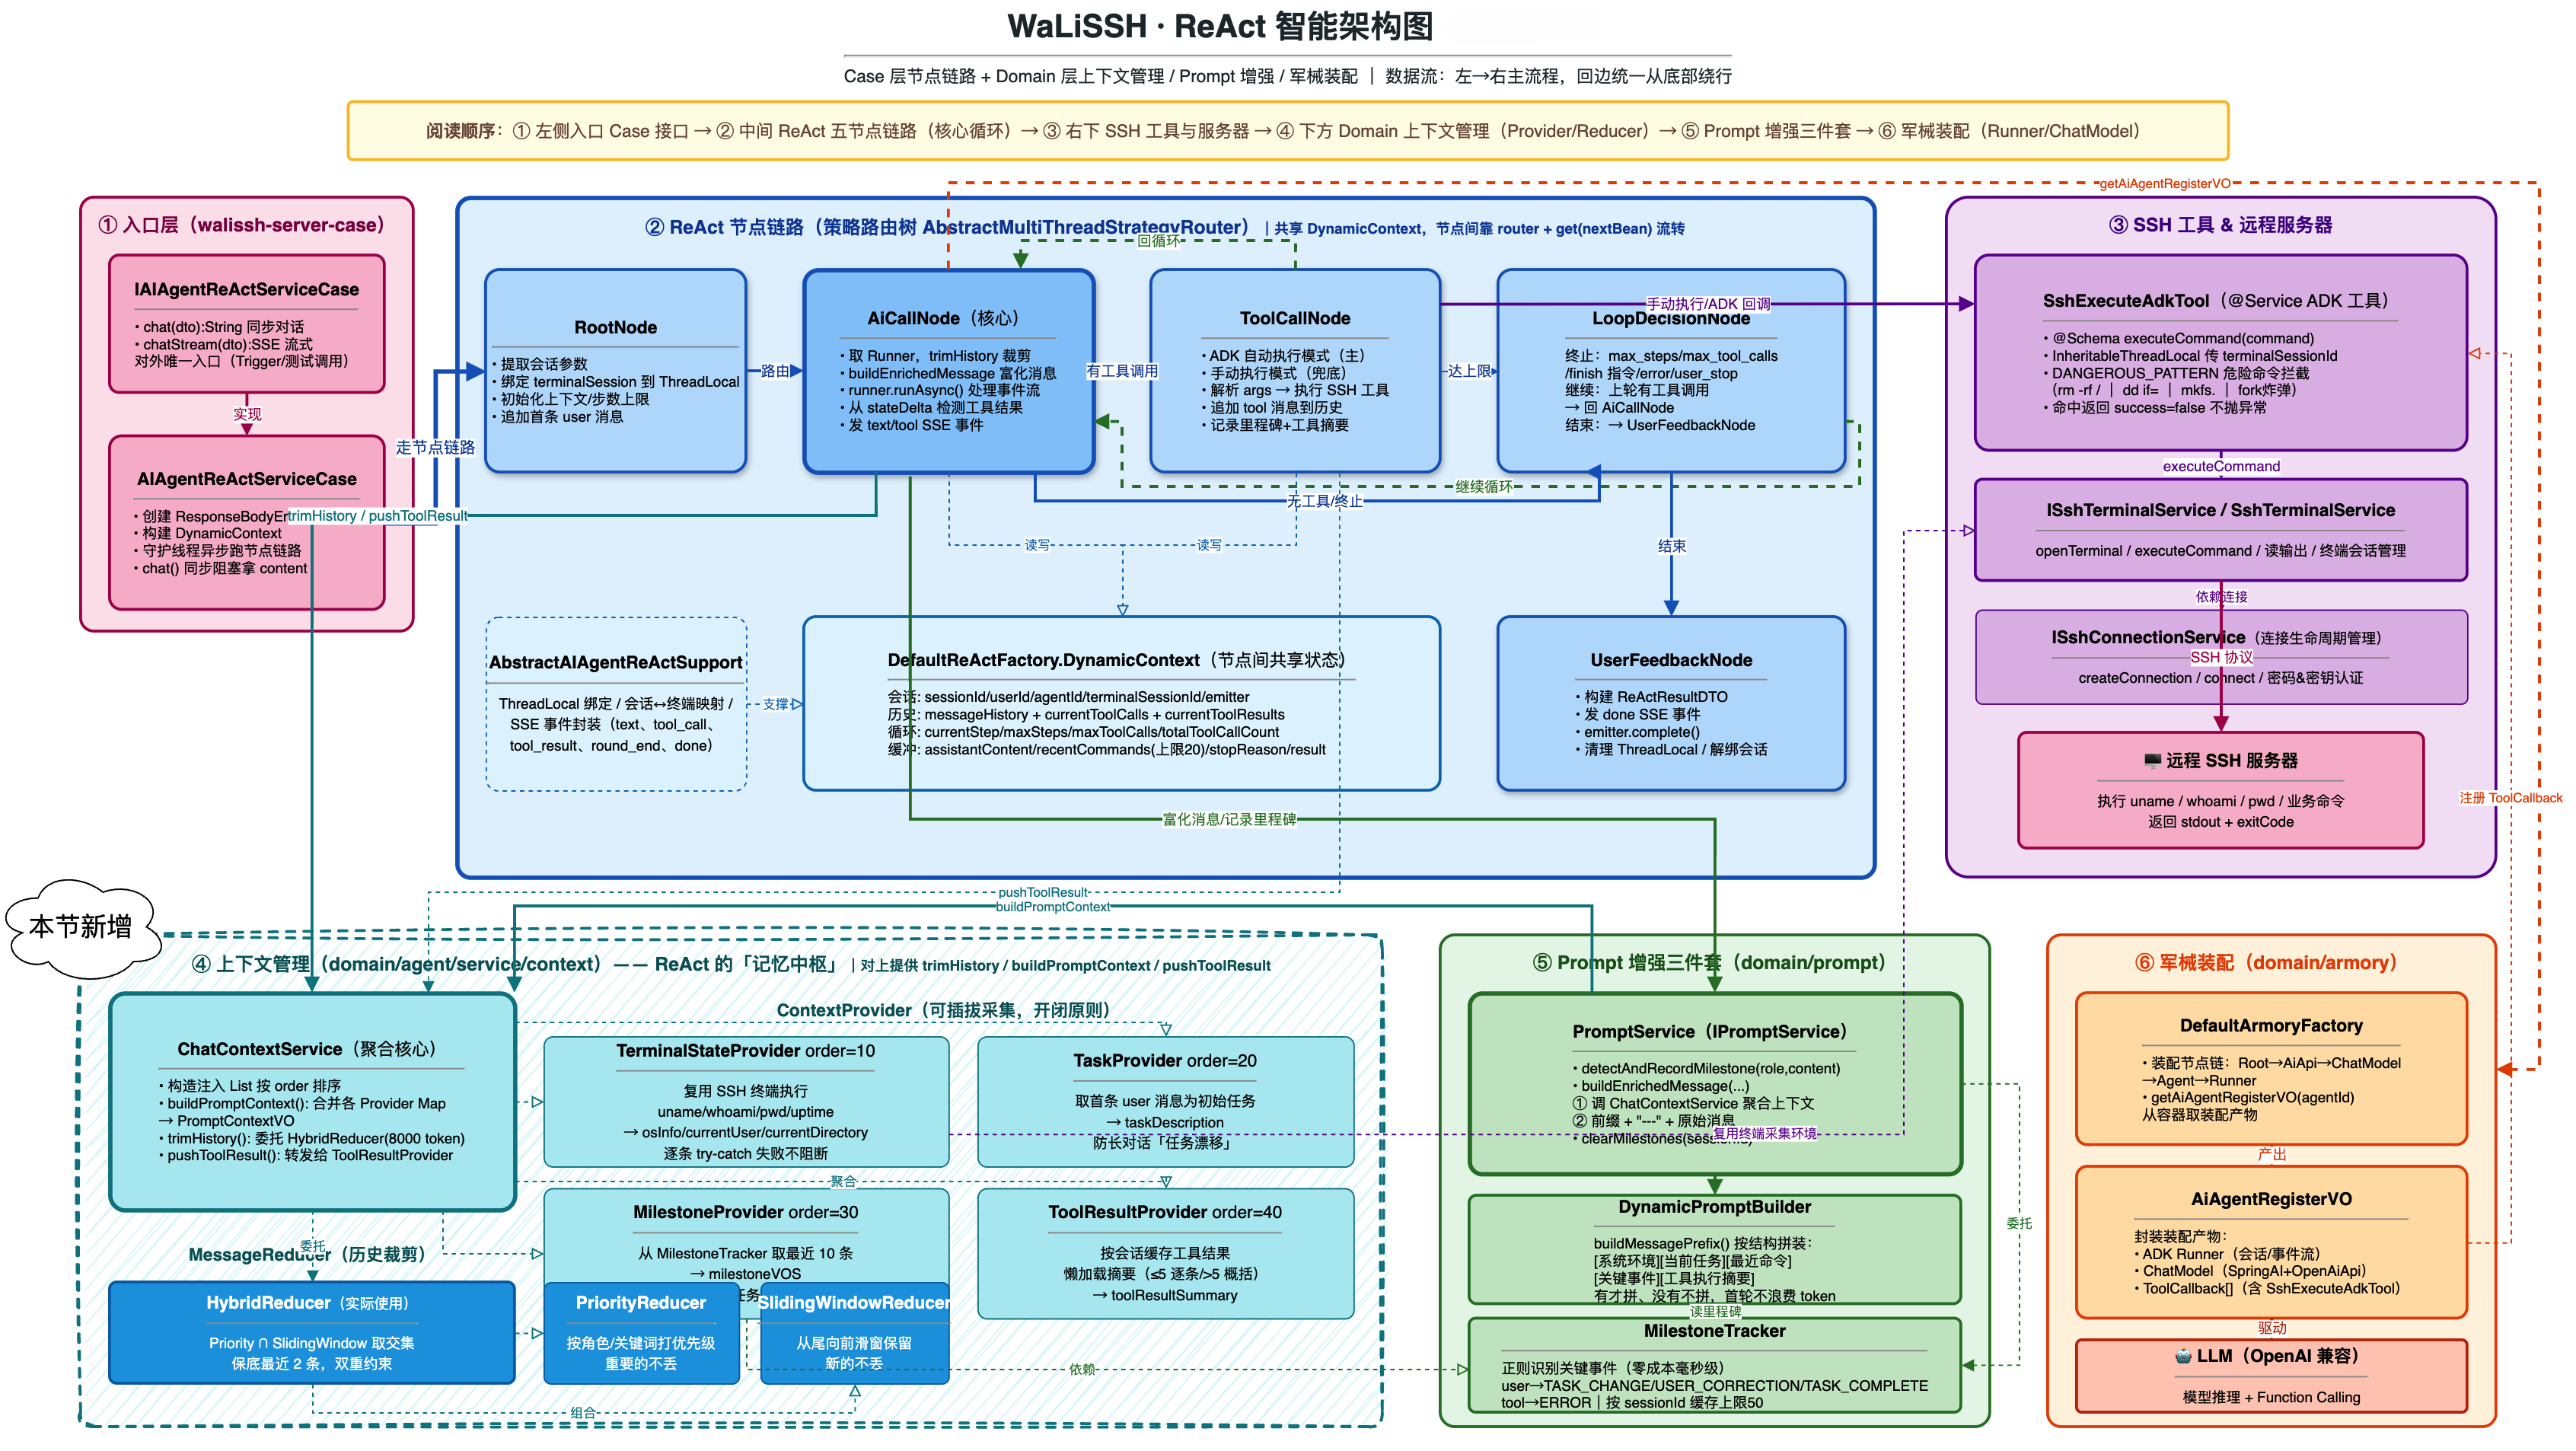 WaLiSSH · ReAct 智能架构图
Case 层节点链路 + Domain 层上下文管理 / Prompt 增强 / 军械装配 ｜ 数据流：左→右主流程，回边统一从底部绕行
阅读顺序：① 左侧入口 Case 接口 → ② 中间 ReAct 五节点链路（核心循环）→ ③ 右下 SSH 工具与服务器 → ④ 下方 Domain 上下文管理（Provider/Reducer）→ ⑤ Prompt 增强三件套 → ⑥ 军械装配（Runner/ChatModel）
getAiAgentRegisterVO
① 入口层（walissh-server-case）
IAIAgentReActServiceCase
• chat(dto):String 同步对话
• chatStream(dto):SSE 流式
对外唯一入口（Trigger/测试调用）
实现
AIAgentReActServiceCase
• 创建 ResponseBodyEr
• 构建 DynamicContext
• 守护线程异步跑节点链路
• chat() 同步阻塞拿 content
走节点链路
trimHistory / pushToolResult
② ReAct 节点链路（策略路由树 AbstractMultiThreadStrategyRouter）｜共享 DynamicContext，节点间靠 router + get(nextBean) 流转
回循环
RootNode
• 提取会话参数
• 绑定 terminalSession 到 ThreadLocal
• 初始化上下文/步数上限
• 追加首条 user 消息
路由
AiCallNode（核心）
• 取 Runner，trimHistory 裁剪
• buildEnrichedMessage 富化消息
• runner.runAsync() 处理事件流
• 从 stateDelta 检测工具结果
• 发 text/tool SSE 事件
有工具调用
ToolCallNode
• ADK 自动执行模式（主）
• 手动执行模式（兜底）
• 解析 args → 执行 SSH 工具
• 追加 tool 消息到历史
• 记录里程碑+工具摘要
达上限
手动执行/ADK 回调
LoopDecisionNode
终止：max_steps/max_tool_calls
/finish 指令/error/user_stop
继续：上轮有工具调用
→ 回 AiCallNode
结束：→ UserFeedbackNode
继续循环
无工具/终止
读写
读写
结束
AbstractAIAgentReActSupport
ThreadLocal 绑定 / 会话↔终端映射 /
SSE 事件封装（text、tool_call、
tool_result、round_end、done）
支撑
DefaultReActFactory.DynamicContext（节点间共享状态）
会话: sessionId/userId/agentId/terminalSessionId/emitter
历史: messageHistory + currentToolCalls + currentToolResults
循环: currentStep/maxSteps/maxToolCalls/totalToolCallCount
缓冲: assistantContent/recentCommands(上限20)/stopReason/result
UserFeedbackNode
• 构建 ReActResultDTO
• 发 done SSE 事件
• emitter.complete()
• 清理 ThreadLocal / 解绑会话
富化消息/记录里程碑
③ SSH 工具 & 远程服务器
SshExecuteAdkTool（@Service ADK 工具）
• @Schema executeCommand(command)
• InheritableThreadLocal 传 terminalSessionId
• DANGEROUS_PATTERN 危险命令拦截
（rm -rf / ｜ dd if= ｜ mkfs. ｜ fork炸弹）
• 命中返回 success=false 不抛异常
executeCommand
ISshTerminalService / SshTerminalService
openTerminal / executeCommand / 读输出 / 终端会话管理
依赖连接
ISshConnectionService（连接生命周期管理）
SSH 协议
createConnection / connect / 密码&密钥认证
远程 SSH 服务器
执行 uname / whoami / pwd / 业务命令
返回 stdout + exitCode
注册 ToolCallback
pushToolResult
buildPromptContext
本节新增
④ 上下文管理（domain/agent/service/context）—— ReAct 的「记忆中枢」｜对上提供 trimHistory / buildPromptContext / pushToolResult
ContextProvider（可插拔采集，开闭原则）
ChatContextService（聚合核心）
• 构造注入 List 按 order 排序
• buildPromptContext(): 合并各 Provider Map
→ PromptContextVO
• trimHistory(): 委托 HybridReducer(8000 token)
• pushToolResult(): 转发给 ToolResultProvider
TerminalStateProvider order=10
复用 SSH 终端执行
uname/whoami/pwd/uptime
→ osInfo/currentUser/currentDirectory
逐条 try-catch 失败不阻断
TaskProvider order=20
取首条 user 消息为初始任务
→ taskDescription
防长对话「任务漂移」
聚合
MilestoneProvider order=30
从 MilestoneTracker 取最近 10 条
→ milestoneVOS
任务
ToolResultProvider order=40
按会话缓存工具结果
懒加载摘要（≤5 逐条/>5 概括）
→ toolResultSummary
委托
MessageReducer（历史裁剪）
HybridReducer（实际使用）
Priority ∩ SlidingWindow 取交集
保底最近 2 条，双重约束
PriorityReducer
按角色/关键词打优先级
重要的不丢
SlidingWindowReducer
从尾向前滑窗保留
新的不丢
依赖
组合
⑤ Prompt 增强三件套（domain/prompt）
PromptService（IPromptService）
• detectAndRecordMilestone(role,content)
• buildEnrichedMessage(...)
① 调 ChatContextService 聚合上下文
② 前缀 + "---" + 原始消息
• clearMilestones(sessionId)
复用终端采集环境
委托
DynamicPromptBuilder
buildMessagePrefix() 按结构拼装：
[系统环境][当前任务][最近命令]
[关键事件][工具执行摘要]
有才拼、没有不拼，首轮不浪费 token
读里程碑
MilestoneTracker
正则识别关键事件（零成本毫秒级）
user→TASK_CHANGE/USER_CORRECTION/TASK_COMPLETE
tool→ERROR｜按 sessionId 缓存上限50
⑥ 军械装配（domain/armory）
DefaultArmoryFactory
• 装配节点链：Root→AiApi→ChatModel
→Agent→Runner
• getAiAgentRegisterVO(agentId)
从容器取装配产物
产出
AiAgentRegisterVO
封装装配产物：
• ADK Runner（会话/事件流）
• ChatModel（SpringAI+OpenAiApi）
• ToolCallback[]（含 SshExecuteAdkTool）
驱动
LLM（OpenAI 兼容）
模型推理 + Function Calling